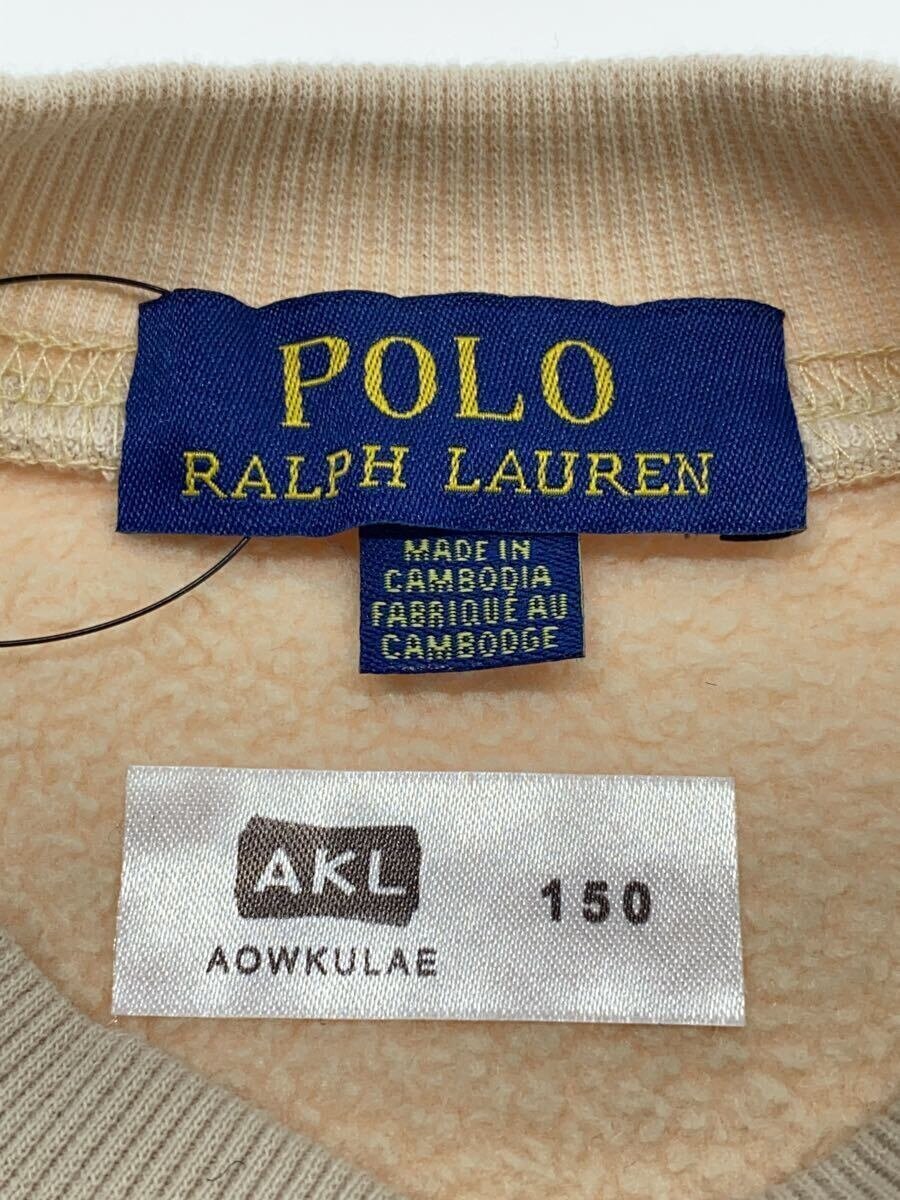 POLO
RALPH LAUREN
MADE IN
CAMBODIA
FABRIQUÉ AU
CAMBODGE
AKL
AOWKULAE
150